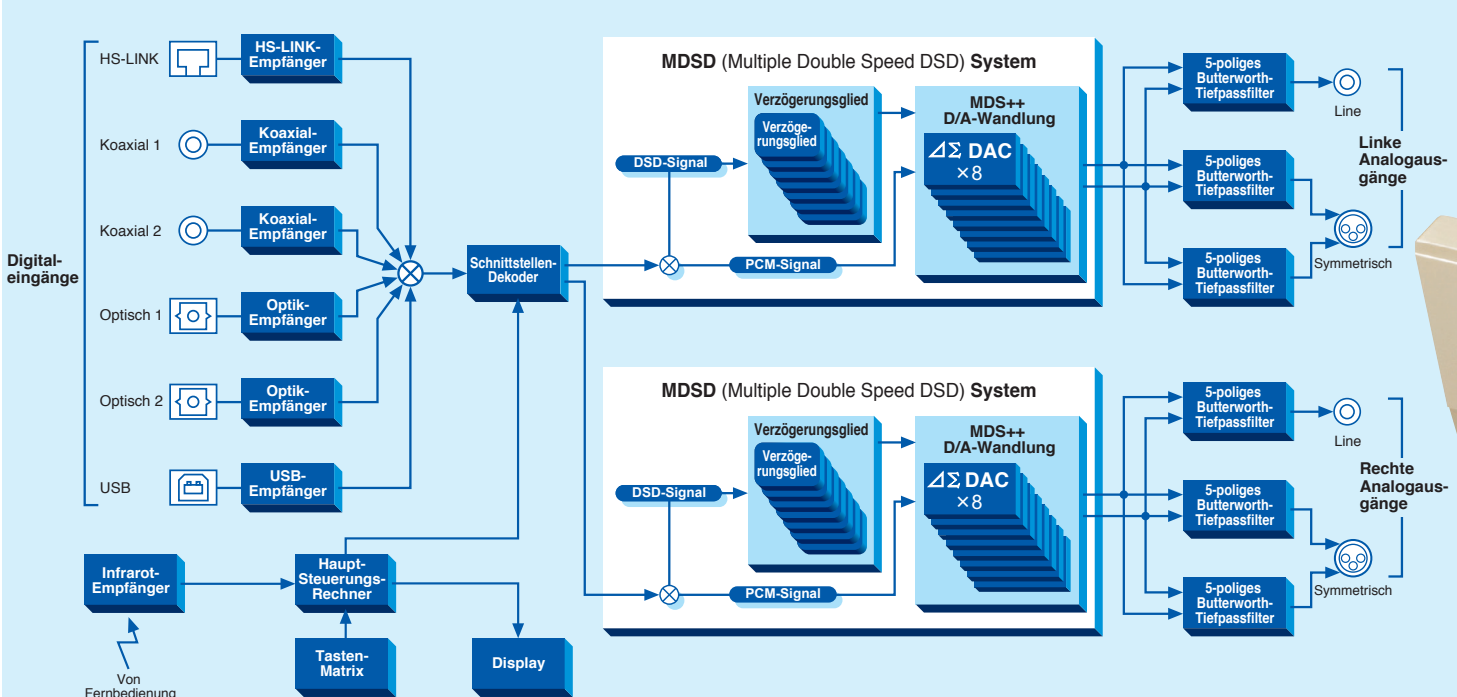 Digital-
eingänge
HS-LINK
HS-LINK-
Empfänger
Koaxial 1
Koaxial-
Empfänger
Koaxial 2
Koaxial-
Empfänger
Optisch 1
Optik-
Empfänger
Optisch 2
Optik-
Empfänger
USB
USB-
Empfänger
Schnittstellen-
Dekoder
Infrarot-
Empfänger
Von
Fernbedienung
Haupt-
Steuerungs-
Rechner
Tasten-
Matrix
Display
MDSD (Multiple Double Speed DSD) System
DSD-Signal
Verzögerungsglied
Verzöge-
rungsglied
PCM-Signal
MDS++
D/A-Wandlung
ΔΣ DAC
×8
5-poliges
Butterworth-
Tiefpassfilter
5-poliges
Butterworth-
Tiefpassfilter
5-poliges
Butterworth-
Tiefpassfilter
Line
Symmetrisch
Linke
Analogaus-
gänge
MDSD (Multiple Double Speed DSD) System
DSD-Signal
Verzögerungsglied
Verzöge-
rungsglied
PCM-Signal
MDS++
D/A-Wandlung
ΔΣ DAC
×8
5-poliges
Butterworth-
Tiefpassfilter
5-poliges
Butterworth-
Tiefpassfilter
5-poliges
Butterworth-
Tiefpassfilter
Line
Symmetrisch
Rechte
Analogaus-
gänge